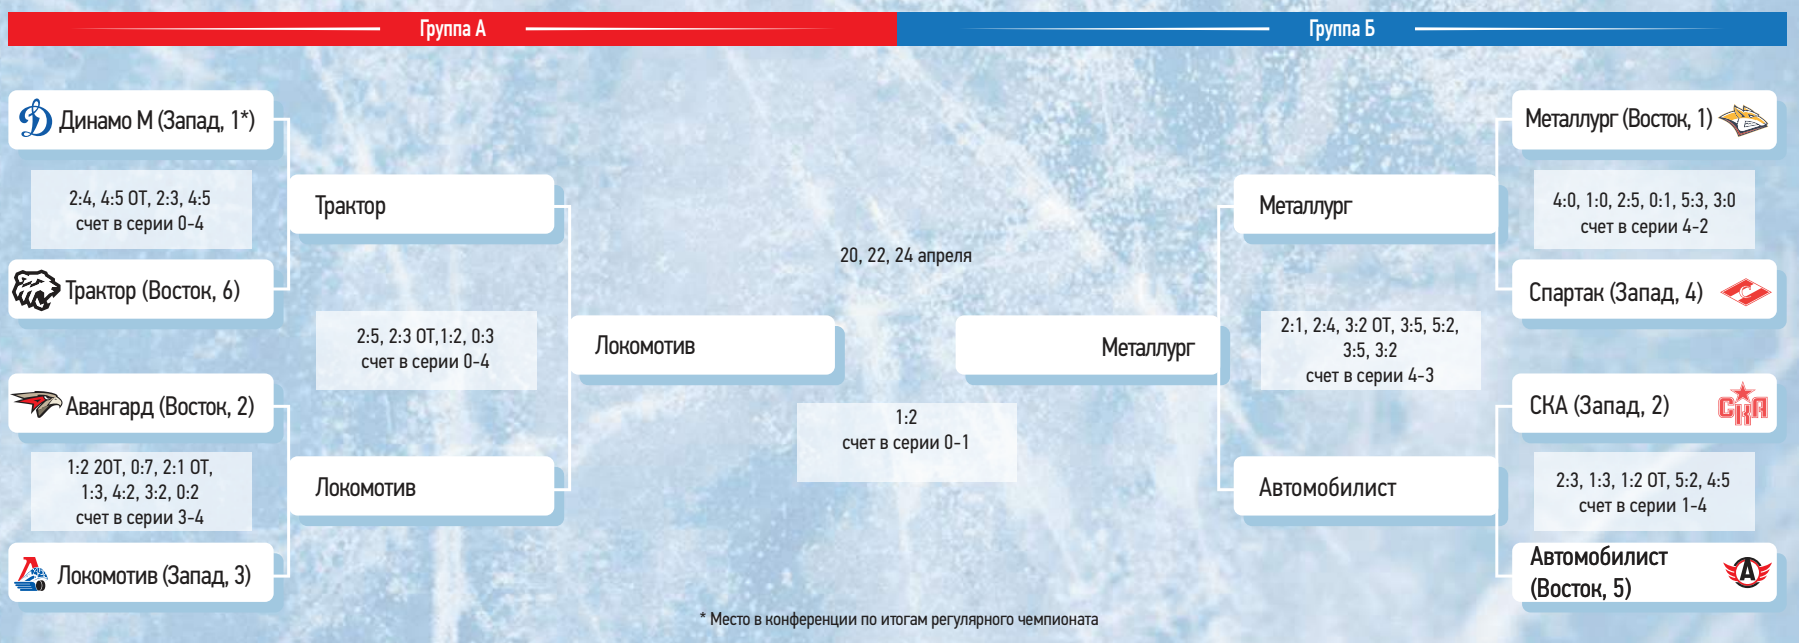 Группа А
Группа Б
Динамо М (Запад, 1*)
2:4, 4:5 ОТ, 2:3, 4:5
счет в серии 0-4
Трактор (Восток, 6)
Авангард (Восток, 2)
1:2 2ОТ, 0:7, 2:1 ОТ,
1:3, 4:2, 3:2, 0:2
счет в серии 3-4
Локомотив (Запад, 3)
Трактор
2:5, 2:3 ОТ,1:2, 0:3
счет в серии 0-4
Локомотив
Локомотив
20, 22, 24 апреля
1:2
счет в серии 0-1
Металлург
Металлург
2:1, 2:4, 3:2 ОТ, 3:5, 5:2,
3:5, 3:2
счет в серии 4-3
Автомобилист
Металлург (Восток, 1)
4:0, 1:0, 2:5, 0:1, 5:3, 3:0
счет в серии 4-2
Спартак (Запад, 4)
СКА (Запад, 2)
СКА
2:3, 1:3, 1:2 ОТ, 5:2, 4:5
счет в серии 1-4
Автомобилист
(Восток, 5)
* Место в конференции по итогам регулярного чемпионата